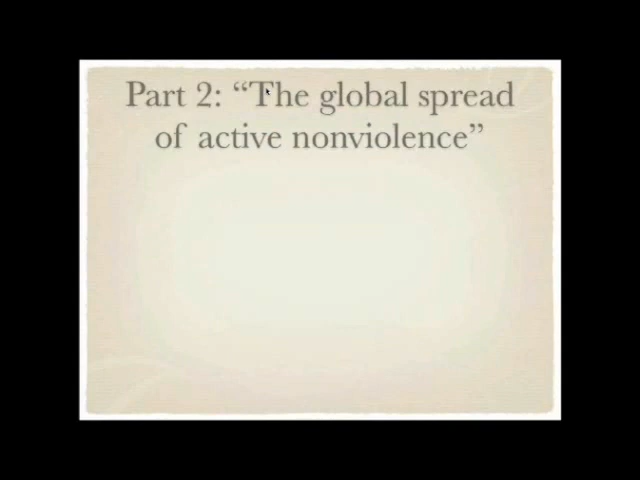 Part 2: “The global spread
of active nonviolence”